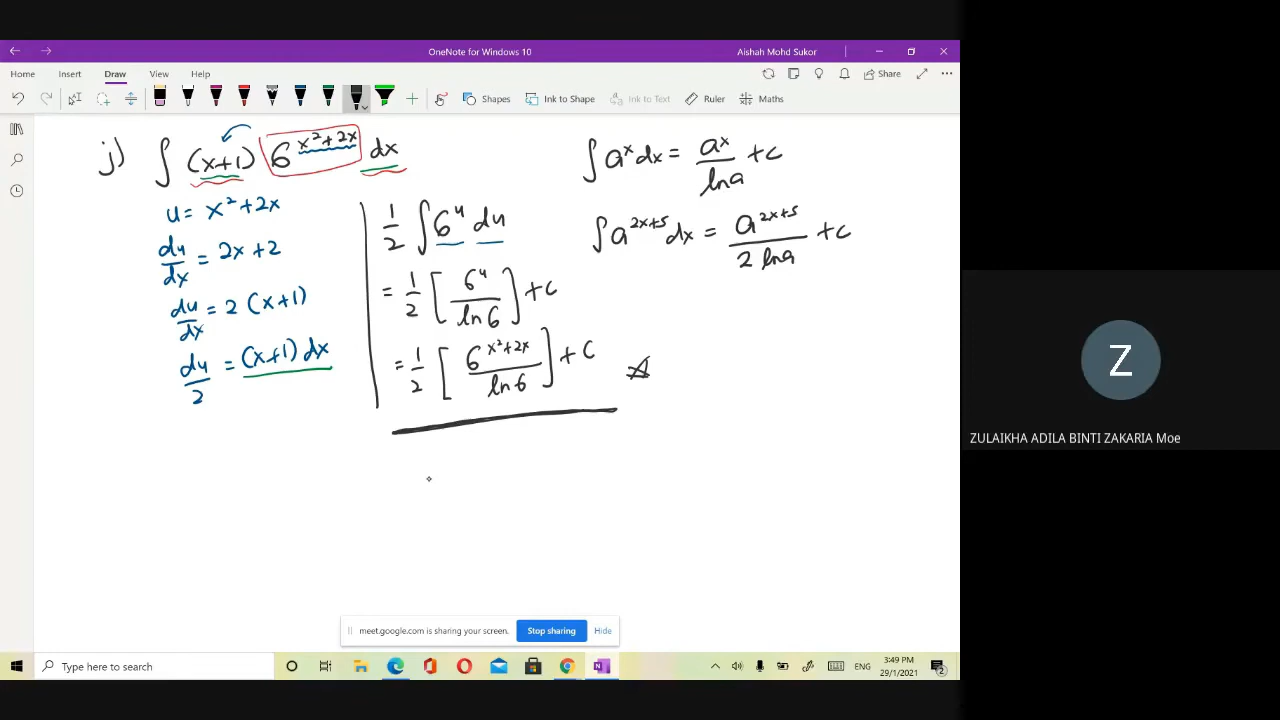 OneNote for Windows 10
Aishah Mohd Sukor
Home Insert Draw View Help
Share
Shapes Ink to Shape Ink to Text Ruler Maths
j) ∫ (x+1) 6^(x²+2x) dx
u = x²+2x
du/dx = 2x+2
du/dx = 2 (x+1)
du/2 = (x+1) dx
1/2 ∫ 6^u du
= 1/2 [ 6^u / ln 6 ] + c
= 1/2 [ 6^(x²+2x) / ln 6 ] + c
∫ a^x dx = a^x / ln a + c
∫ a^(2x+5) dx = a^(2x+5) / 2 ln a + c
Z
ZULAIKHA ADILA BINTI ZAKARIA Moe
meet.google.com is sharing your screen. Stop sharing Hide
Type here to search
ENG
3:49 PM
29/1/2021
2